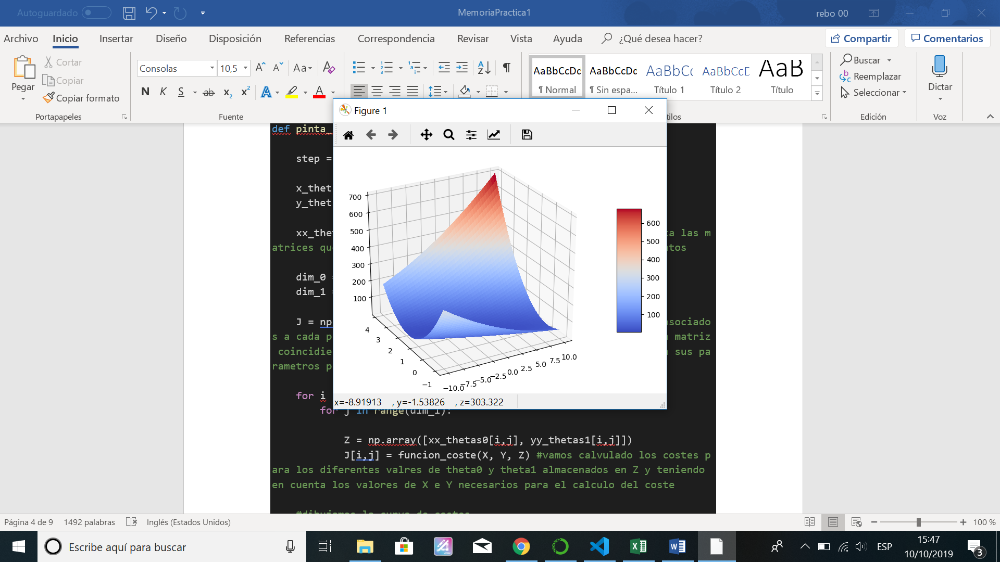 Autoguardado
MemoriaPractica1
rebo 00
Archivo Inicio Insertar Diseño Disposición Referencias Correspondencia Revisar Vista Ayuda ¿Qué desea hacer? Compartir Comentarios
Pegar
Cortar
Copiar
Copiar formato
Portapapeles
Consolas 10,5
Aa
N K S ab x₂ x² A A
Fuente
AaBbCcDc
¶ Normal
AaBbCcDc
¶ Sin espa...
AaBbC
Título 1
AaBbCcD
Título 2
AaB
Título
tilos
Buscar
Reemplazar
Seleccionar
Edición
Dictar
Voz
Figure 1
def pinta_
step =
x_thet
y_thet
xx_the
ta las m
atrices qu
ntos
dim_0
dim_1
J = np
sociado
s a cada p
matriz
coincidie
sus pa
rametros p
for i
for j in range(dim_1):
Z = np.array([xx_thetas0[i,j], yy_thetas1[i,j]])
J[i,j] = funcion_coste(X, Y, Z) #vamos calvulado los costes p
ara los diferentes valres de theta0 y theta1 almacenados en Z y teniendo
en cuenta los valores de X e Y necesarios para el calculo del coste
#dibujamos la curva de costes
700
600
500
400
300
200
100
4
3
2
1
0
−1
−10.0
−7.5
−5.0
−2.5
0.0
2.5
5.0
7.5
10.0
600
500
400
300
200
100
x=-8.91913 , y=-1.53826 , z=303.322
Página 4 de 9 1492 palabras Inglés (Estados Unidos) 100 %
Escribe aquí para buscar
ESP
15:47
10/10/2019
3